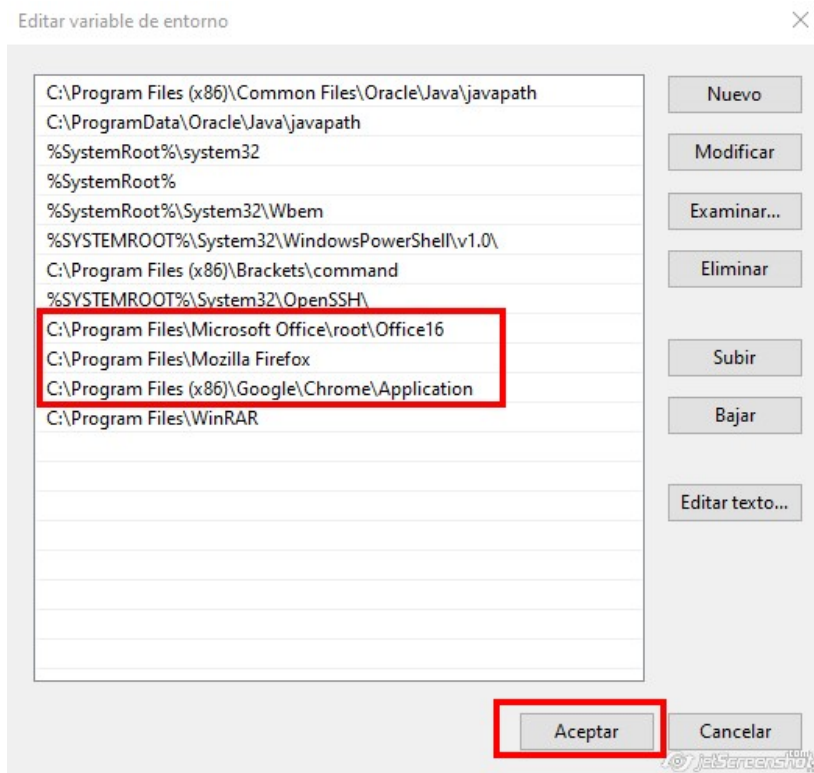 Editar variable de entorno
C:\Program Files (x86)\Common Files\Oracle\Java\javapath
C:\ProgramData\Oracle\Java\javapath
%SystemRoot%\system32
%SystemRoot%
%SystemRoot%\System32\Wbem
%SYSTEMROOT%\System32\WindowsPowerShell\v1.0\
C:\Program Files (x86)\Brackets\command
%SYSTEMROOT%\System32\OpenSSH\
C:\Program Files\Microsoft Office\root\Office16
C:\Program Files\Mozilla Firefox
C:\Program Files (x86)\Google\Chrome\Application
C:\Program Files\WinRAR
Nuevo
Modificar
Examinar...
Eliminar
Subir
Bajar
Editar texto...
Aceptar
Cancelar
jetScreenshot
.com